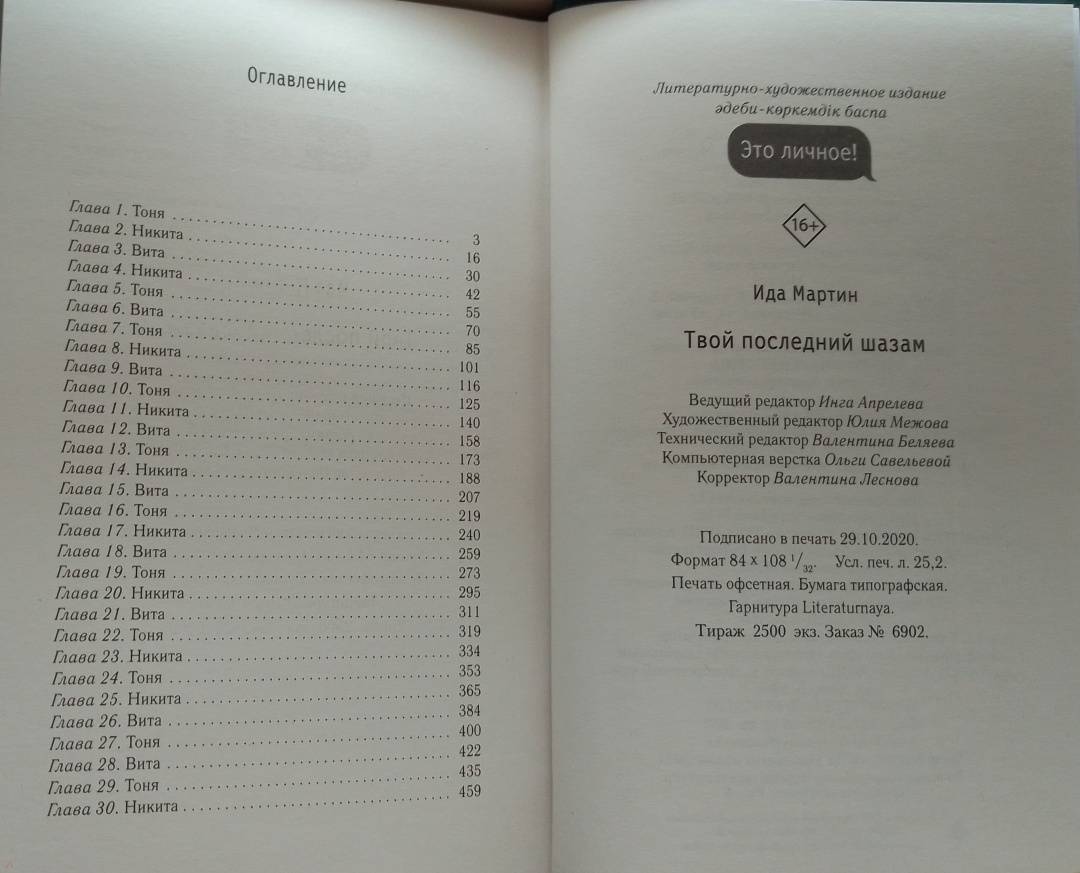 Оглавление
Глава 1. Тоня 3
Глава 2. Никита 16
Глава 3. Вита 30
Глава 4. Никита 42
Глава 5. Тоня 55
Глава 6. Вита 70
Глава 7. Тоня 85
Глава 8. Никита 101
Глава 9. Вита 116
Глава 10. Тоня 125
Глава 11. Никита 140
Глава 12. Вита 158
Глава 13. Тоня 173
Глава 14. Никита 188
Глава 15. Вита 207
Глава 16. Тоня 219
Глава 17. Никита 240
Глава 18. Вита 259
Глава 19. Тоня 273
Глава 20. Никита 295
Глава 21. Вита 311
Глава 22. Тоня 319
Глава 23. Никита 334
Глава 24. Тоня 353
Глава 25. Никита 365
Глава 26. Вита 384
Глава 27. Тоня 400
Глава 28. Вита 422
Глава 29. Тоня 435
Глава 30. Никита 459
Литературно-художественное издание
әдеби-көркемдік баспа
Это личное!
16+
Ида Мартин
Твой последний шазам
Ведущий редактор Инга Апрелева
Художественный редактор Юлия Межова
Технический редактор Валентина Беляева
Компьютерная верстка Ольги Савельевой
Корректор Валентина Леснова
Подписано в печать 29.10.2020.
Формат 84 х 108 1/32. Усл. печ. л. 25,2.
Печать офсетная. Бумага типографская.
Гарнитура Literaturnaya.
Тираж 2500 экз. Заказ № 6902.